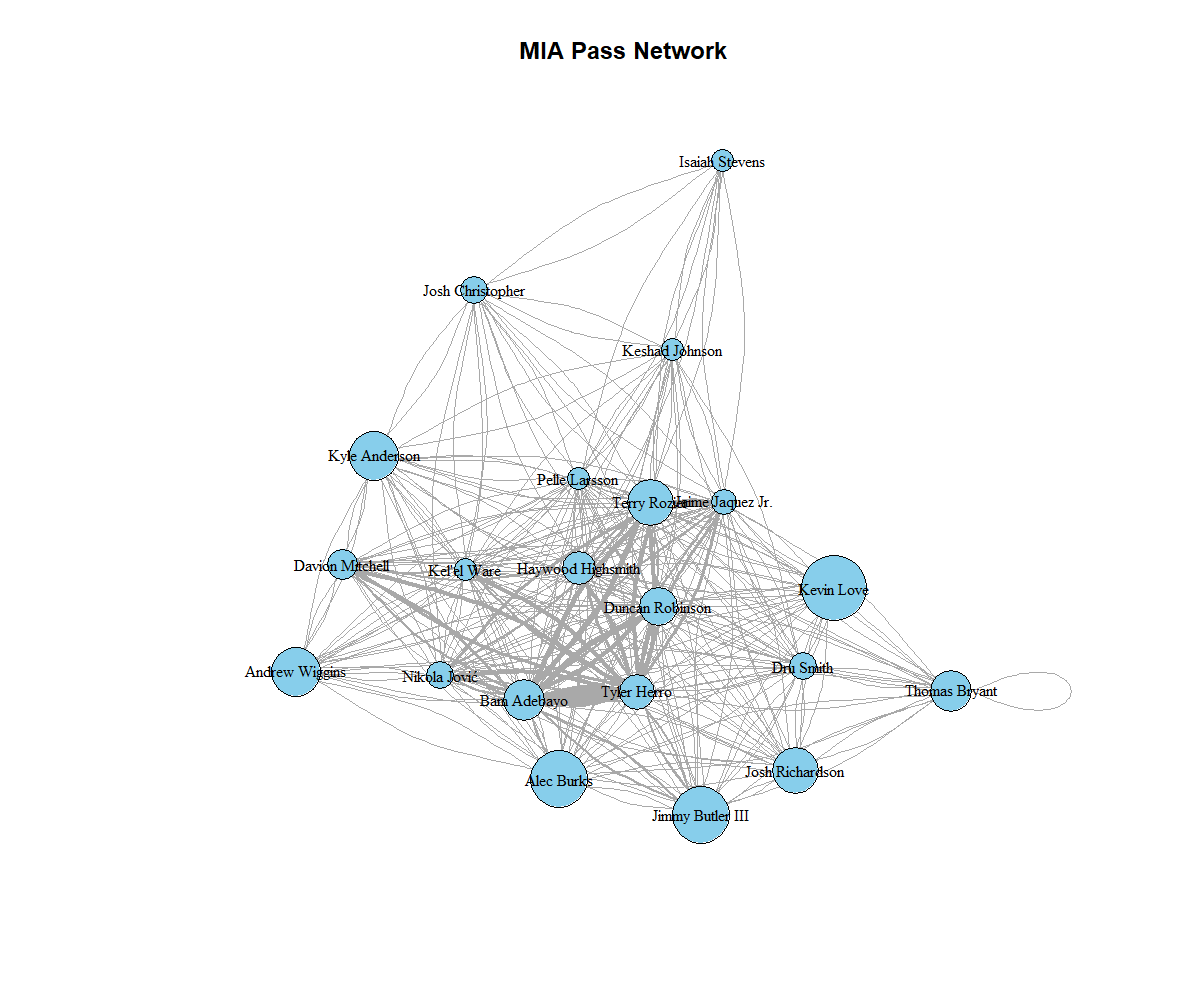 MIA Pass Network
Isaiah Stevens
Josh Christopher
Keshad Johnson
Kyle Anderson
Pelle Larsson
Terry Rozier
Jaime Jaquez Jr.
Davion Mitchell
Kel'el Ware
Haywood Highsmith
Kevin Love
Duncan Robinson
Andrew Wiggins
Nikola Jović
Dru Smith
Bam Adebayo
Tyler Herro
Thomas Bryant
Alec Burks
Josh Richardson
Jimmy Butler III